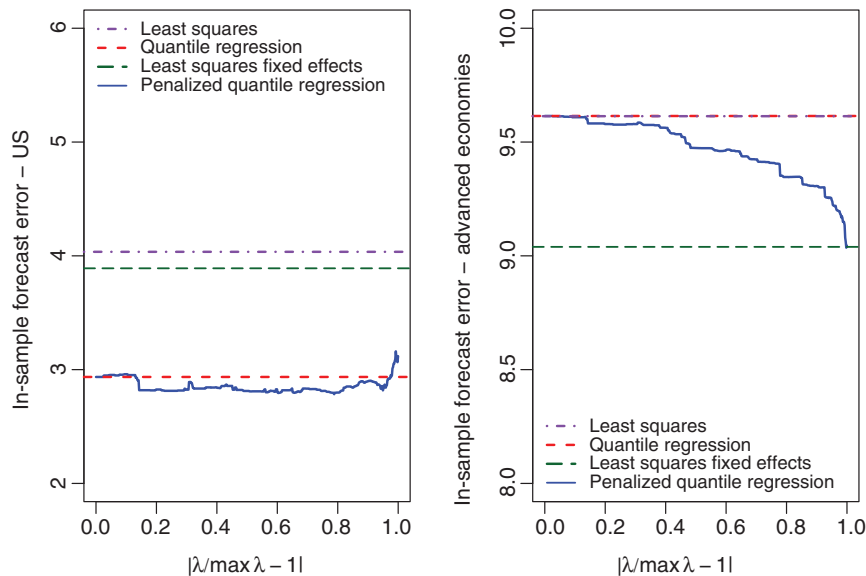 In-sample forecast error – US
6
5
4
3
2
Least squares
Quantile regression
Least squares fixed effects
Penalized quantile regression
0.0 0.2 0.4 0.6 0.8 1.0
|λ/max λ – 1|
In-sample forecast error – advanced economies
10.0
9.5
9.0
8.5
8.0
Least squares
Quantile regression
Least squares fixed effects
Penalized quantile regression
0.0 0.2 0.4 0.6 0.8 1.0
|λ/max λ – 1|